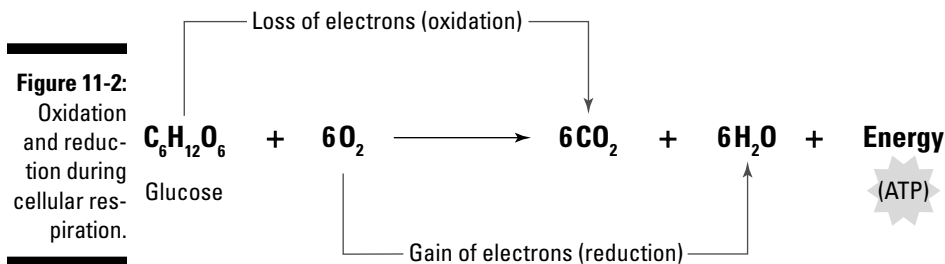 Loss of electrons (oxidation)
Figure 11-2:
Oxidation
and reduc-
tion during
cellular res-
piration.
C₆H₁₂O₆ + 6O₂ → 6CO₂ + 6H₂O + Energy
Glucose
(ATP)
Gain of electrons (reduction)